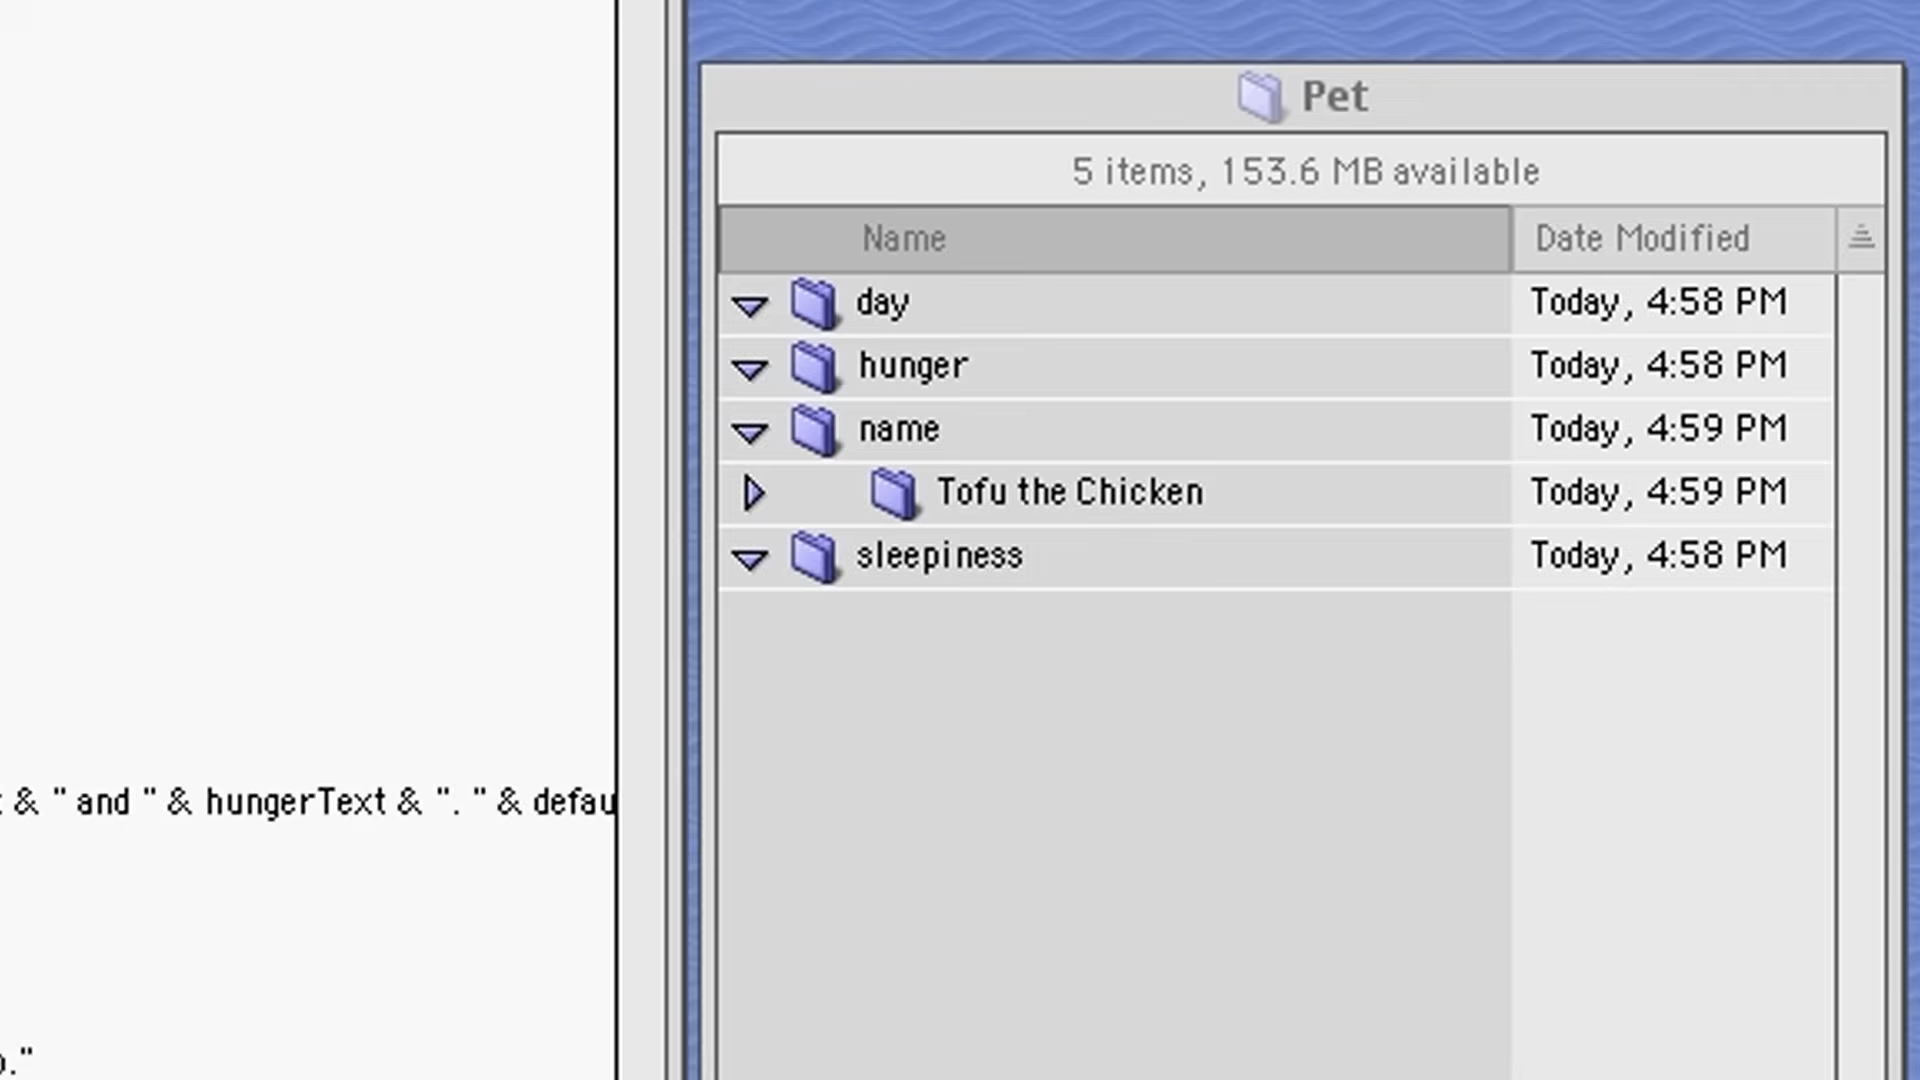 & " and " & hungerText & ". " & defau
."
Pet
5 items, 153.6 MB available
Name Date Modified
day Today, 4:58 PM
hunger Today, 4:58 PM
name Today, 4:59 PM
Tofu the Chicken Today, 4:59 PM
sleepiness Today, 4:58 PM